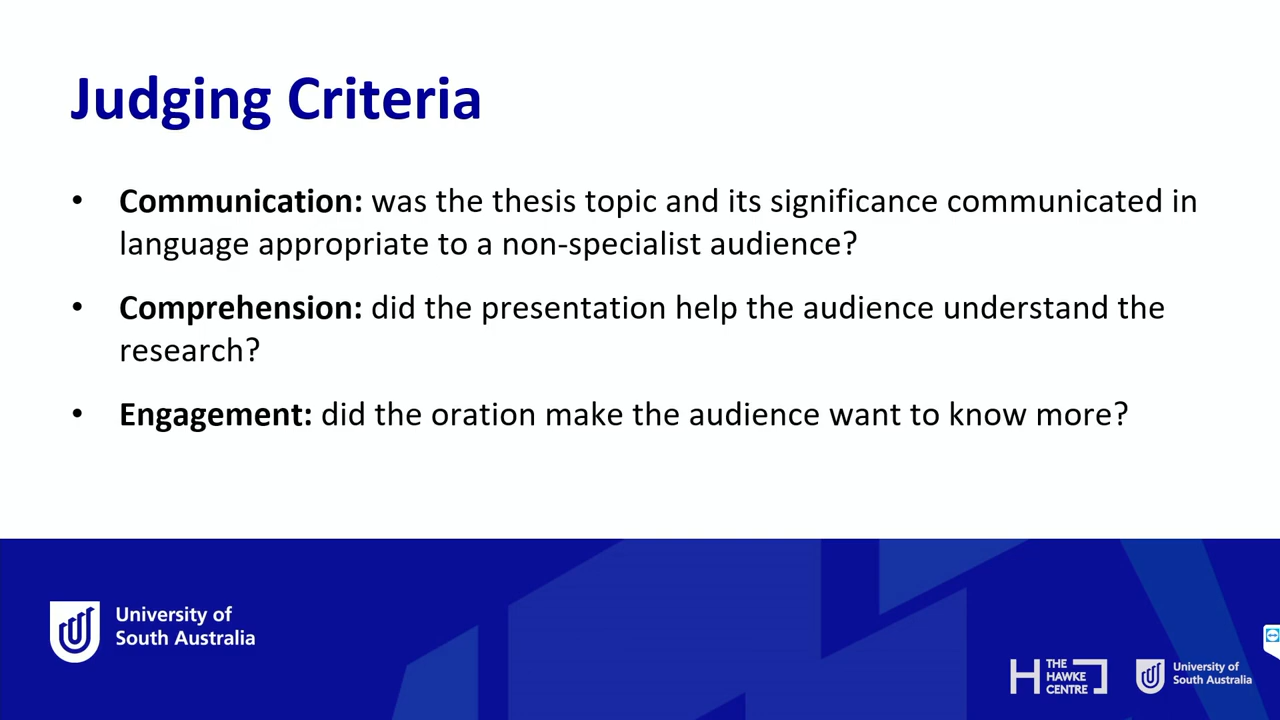 Judging Criteria
• Communication: was the thesis topic and its significance communicated in
language appropriate to a non-specialist audience?
• Comprehension: did the presentation help the audience understand the
research?
• Engagement: did the oration make the audience want to know more?
University of
South Australia
THE
HAWKE
CENTRE
University of
South Australia